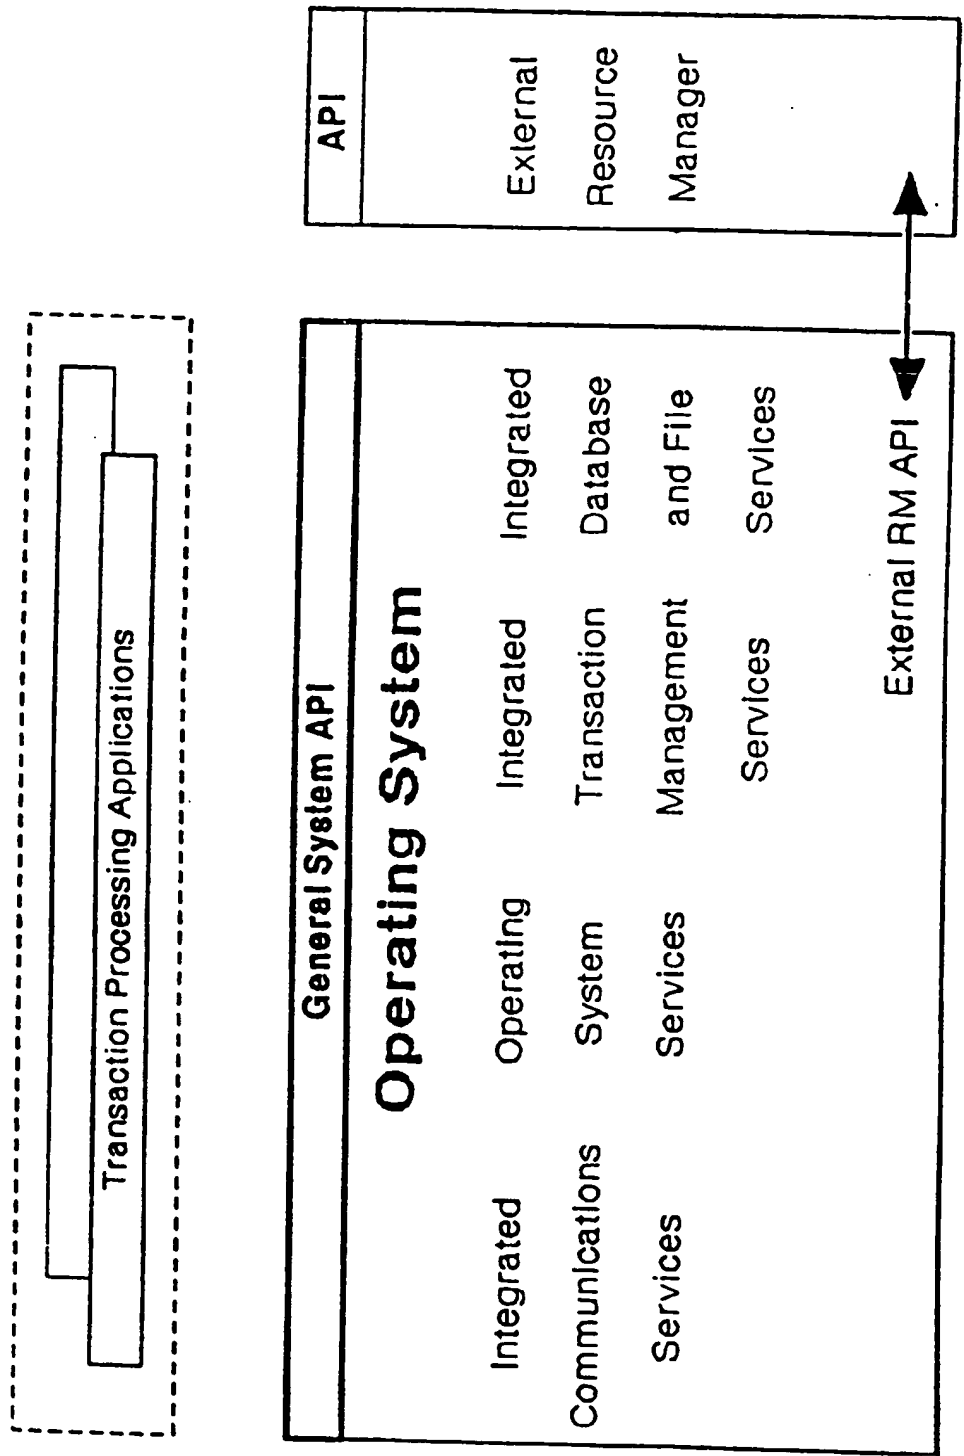 Transaction Processing Applications
General System API
Operating System
Integrated
Communications
Services
Operating
System
Services
Integrated
Transaction
Management
Services
Integrated
Database
and File
Services
External RM API
API
External
Resource
Manager